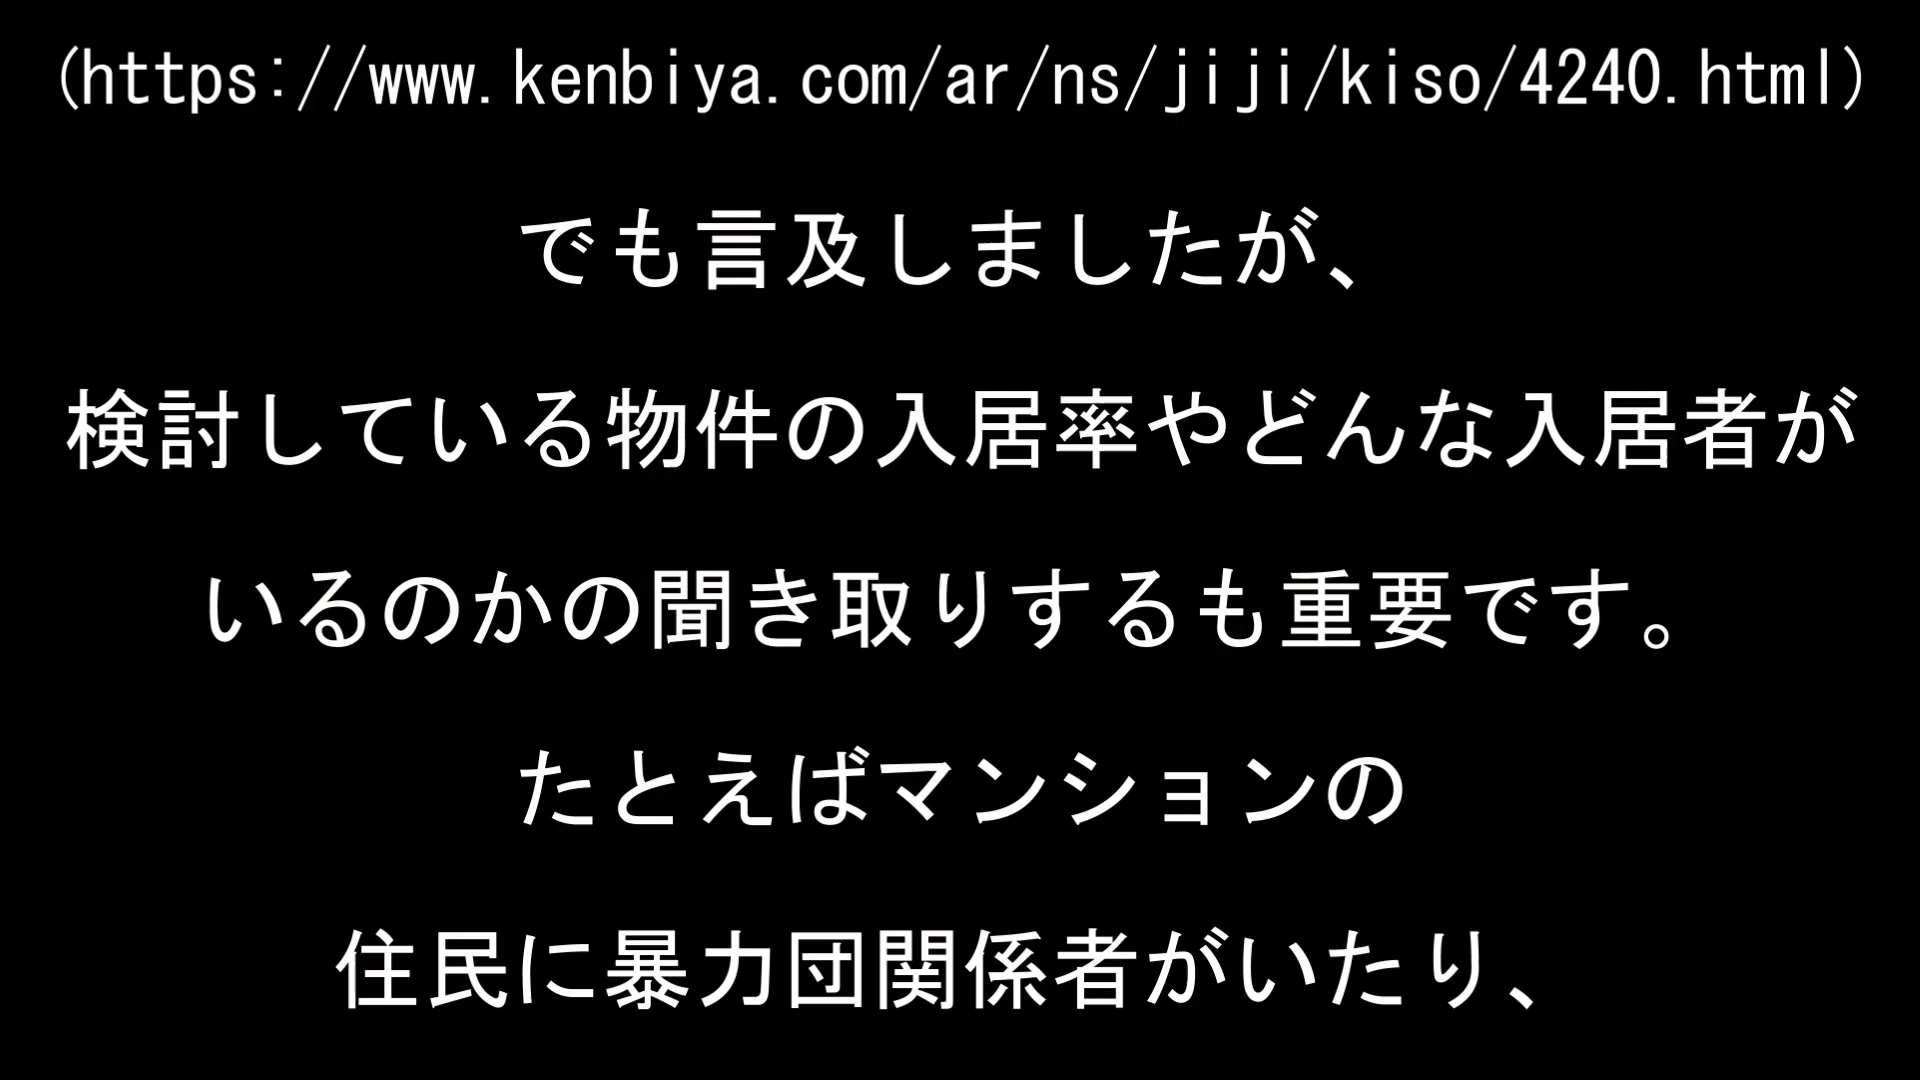 (https://www.kenbiya.com/ar/ns/jiji/kiso/4240.html)
でも言及しましたが、
検討している物件の入居率やどんな入居者が
いるのかの聞き取りするも重要です。
たとえばマンションの
住民に暴力団関係者がいたり、